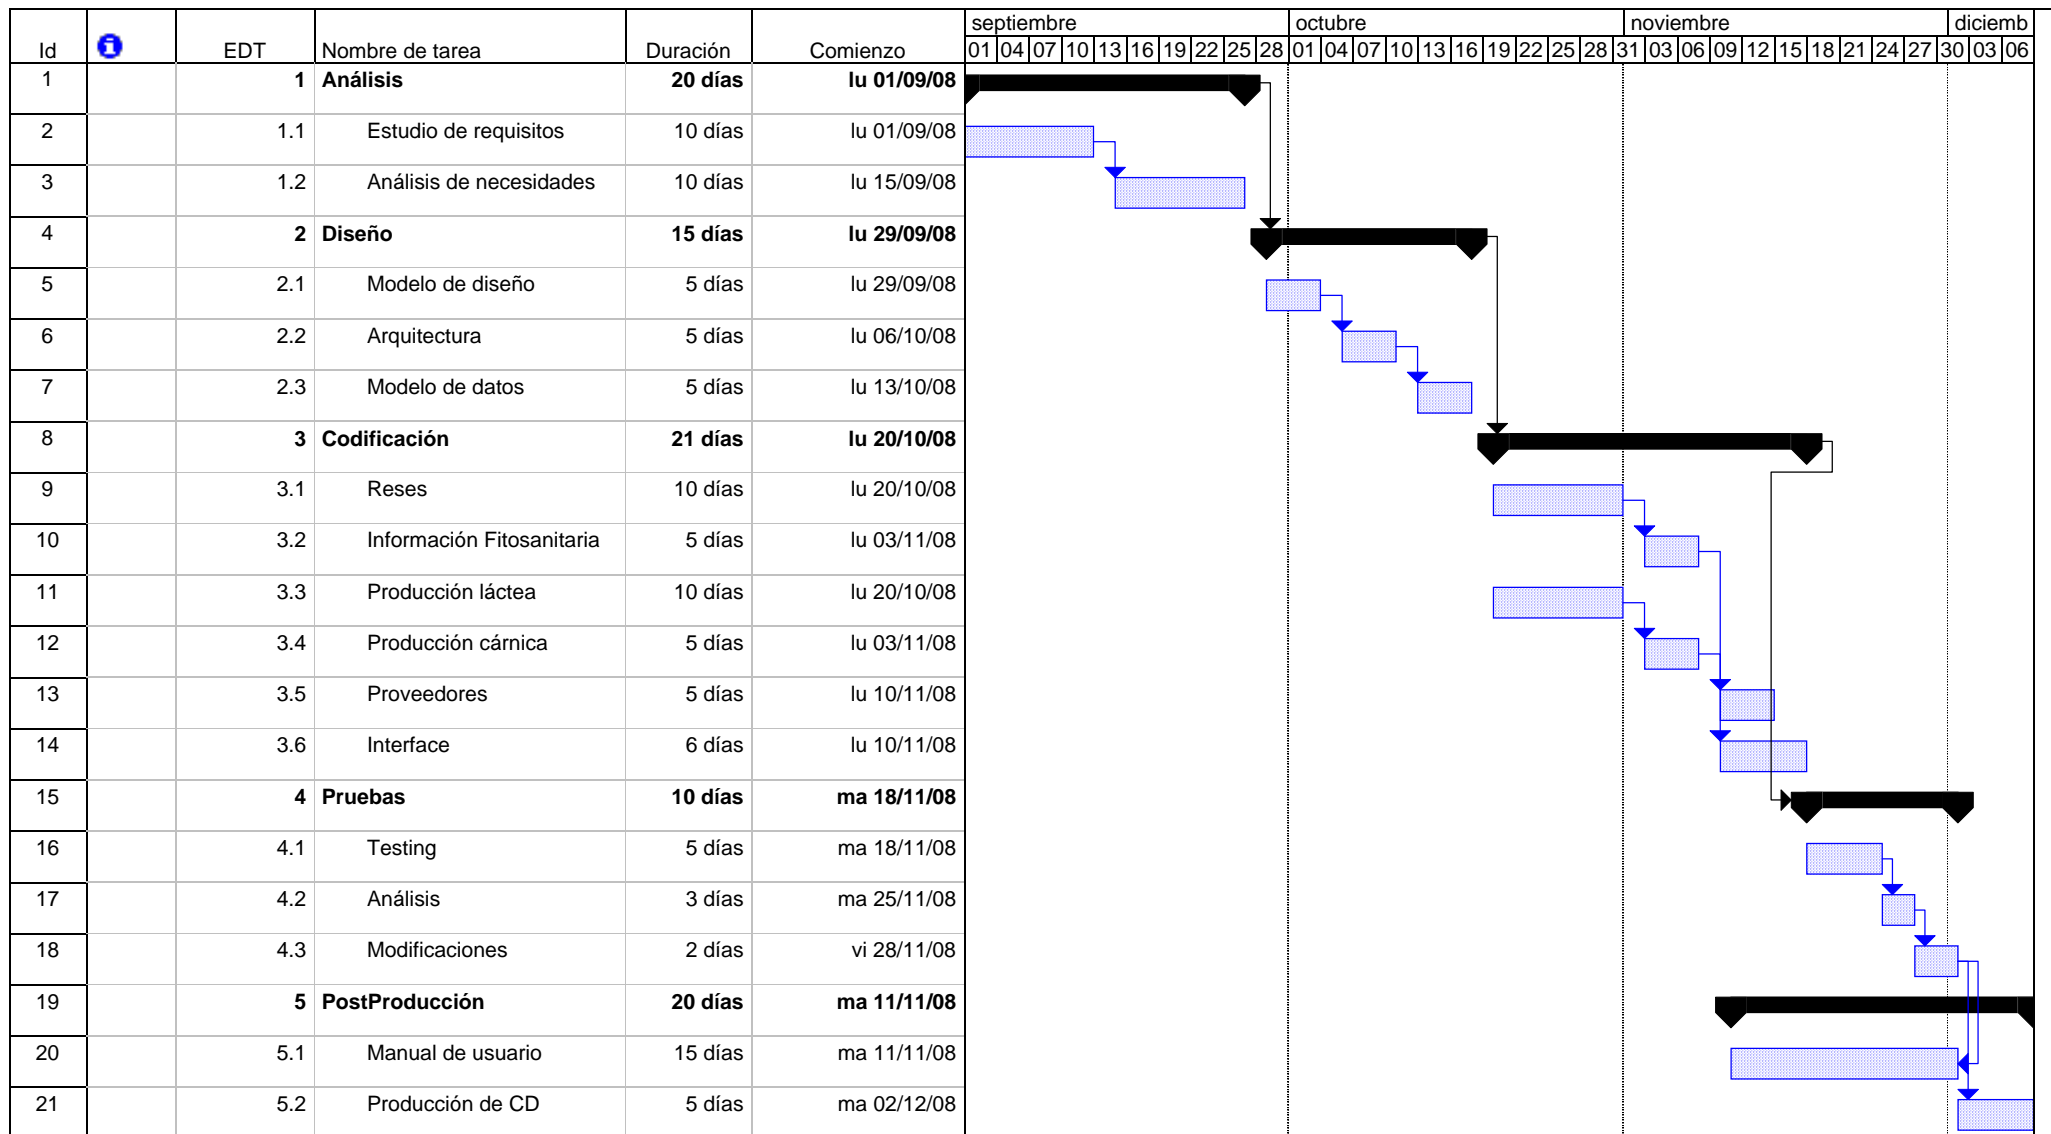 septiembre octubre noviembre diciemb
Id EDT Nombre de tarea Duración Comienzo 01 04 07 10 13 16 19 22 25 28 01 04 07 10 13 16 19 22 25 28 31 03 06 09 12 15 18 21 24 27 30 03 06
1 1 Análisis 20 días lu 01/09/08
2 1.1 Estudio de requisitos 10 días lu 01/09/08
3 1.2 Análisis de necesidades 10 días lu 15/09/08
4 2 Diseño 15 días lu 29/09/08
5 2.1 Modelo de diseño 5 días lu 29/09/08
6 2.2 Arquitectura 5 días lu 06/10/08
7 2.3 Modelo de datos 5 días lu 13/10/08
8 3 Codificación 21 días lu 20/10/08
9 3.1 Reses 10 días lu 20/10/08
10 3.2 Información Fitosanitaria 5 días lu 03/11/08
11 3.3 Producción láctea 10 días lu 20/10/08
12 3.4 Producción cárnica 5 días lu 03/11/08
13 3.5 Proveedores 5 días lu 10/11/08
14 3.6 Interface 6 días lu 10/11/08
15 4 Pruebas 10 días ma 18/11/08
16 4.1 Testing 5 días ma 18/11/08
17 4.2 Análisis 3 días ma 25/11/08
18 4.3 Modificaciones 2 días vi 28/11/08
19 5 PostProducción 20 días ma 11/11/08
20 5.1 Manual de usuario 15 días ma 11/11/08
21 5.2 Producción de CD 5 días ma 02/12/08